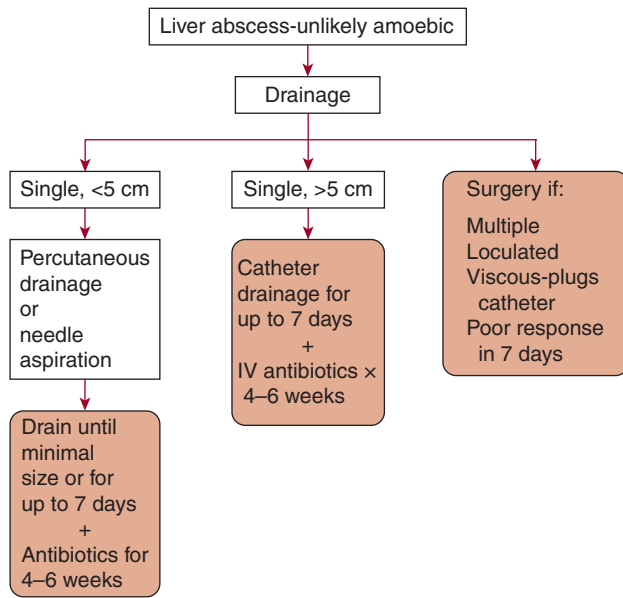 Liver abscess-unlikely amoebic
Drainage
Single, <5 cm
Percutaneous
drainage
or
needle
aspiration
Drain until
minimal
size or for
up to 7 days
+
Antibiotics for
4–6 weeks
Single, >5 cm
Catheter
drainage for
up to 7 days
+
IV antibiotics ×
4–6 weeks
Surgery if:
Multiple
Loculated
Viscous-plugs
catheter
Poor response
in 7 days